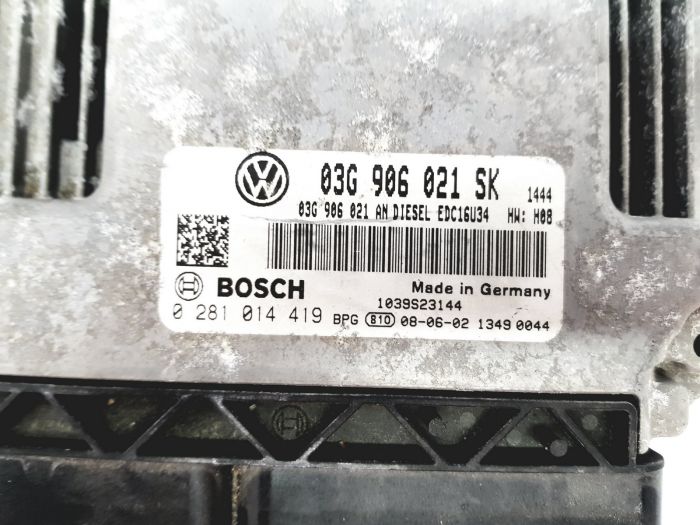 03G 906 021 SK 1444
03G 906 021 AN DIESEL EDC16U34 HW: H08
BOSCH Made in Germany
1039S23144
0 281 014 419 BPG B10 08-06-02 1349 0044